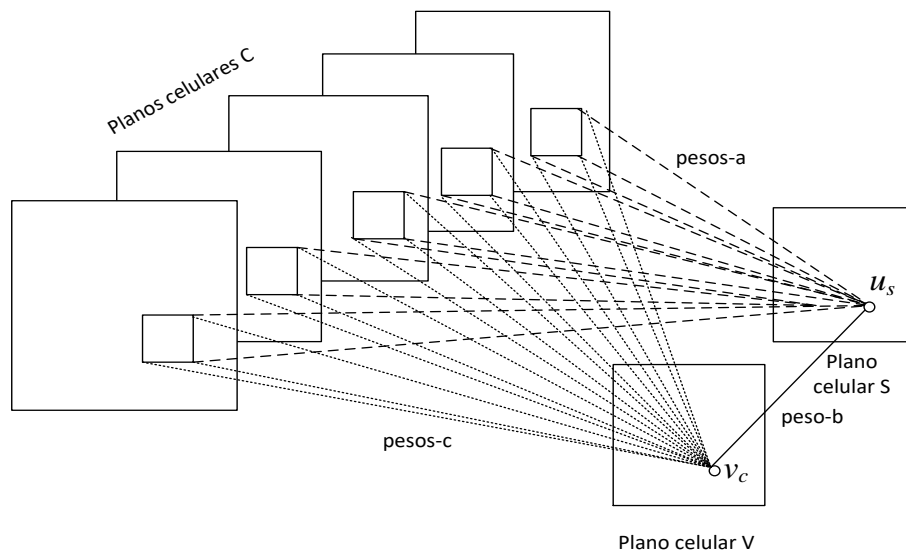 Planos celulares C
pesos-a
u_s
Plano
celular S
peso-b
pesos-c
v_c
Plano celular V